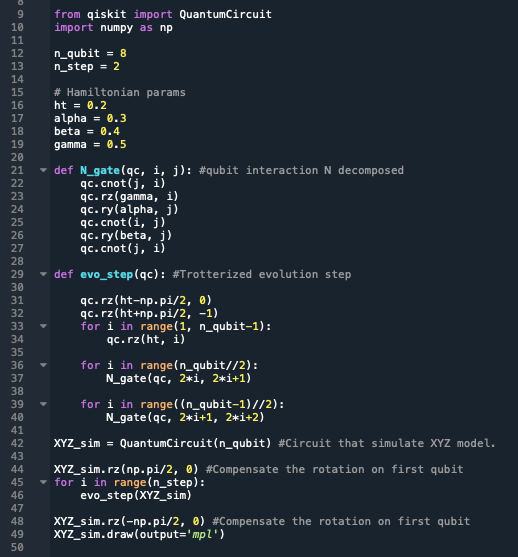 8
9 from qiskit import QuantumCircuit
10 import numpy as np
11
12 n_qubit = 8
13 n_step = 2
14
15 # Hamiltonian params
16 ht = 0.2
17 alpha = 0.3
18 beta = 0.4
19 gamma = 0.5
20
21 def N_gate(qc, i, j): #qubit interaction N decomposed
22     qc.cnot(j, i)
23     qc.rz(gamma, i)
24     qc.ry(alpha, j)
25     qc.cnot(i, j)
26     qc.ry(beta, j)
27     qc.cnot(j, i)
28
29 def evo_step(qc): #Trotterized evolution step
30
31     qc.rz(ht-np.pi/2, 0)
32     qc.rz(ht+np.pi/2, -1)
33     for i in range(1, n_qubit-1):
34         qc.rz(ht, i)
35
36     for i in range(n_qubit//2):
37         N_gate(qc, 2*i, 2*i+1)
38
39     for i in range((n_qubit-1)//2):
40         N_gate(qc, 2*i+1, 2*i+2)
41
42 XYZ_sim = QuantumCircuit(n_qubit) #Circuit that simulate XYZ model.
43
44 XYZ_sim.rz(np.pi/2, 0) #Compensate the rotation on first qubit
45 for i in range(n_step):
46     evo_step(XYZ_sim)
47
48 XYZ_sim.rz(-np.pi/2, 0) #Compensate the rotation on first qubit
49 XYZ_sim.draw(output='mpl')
50